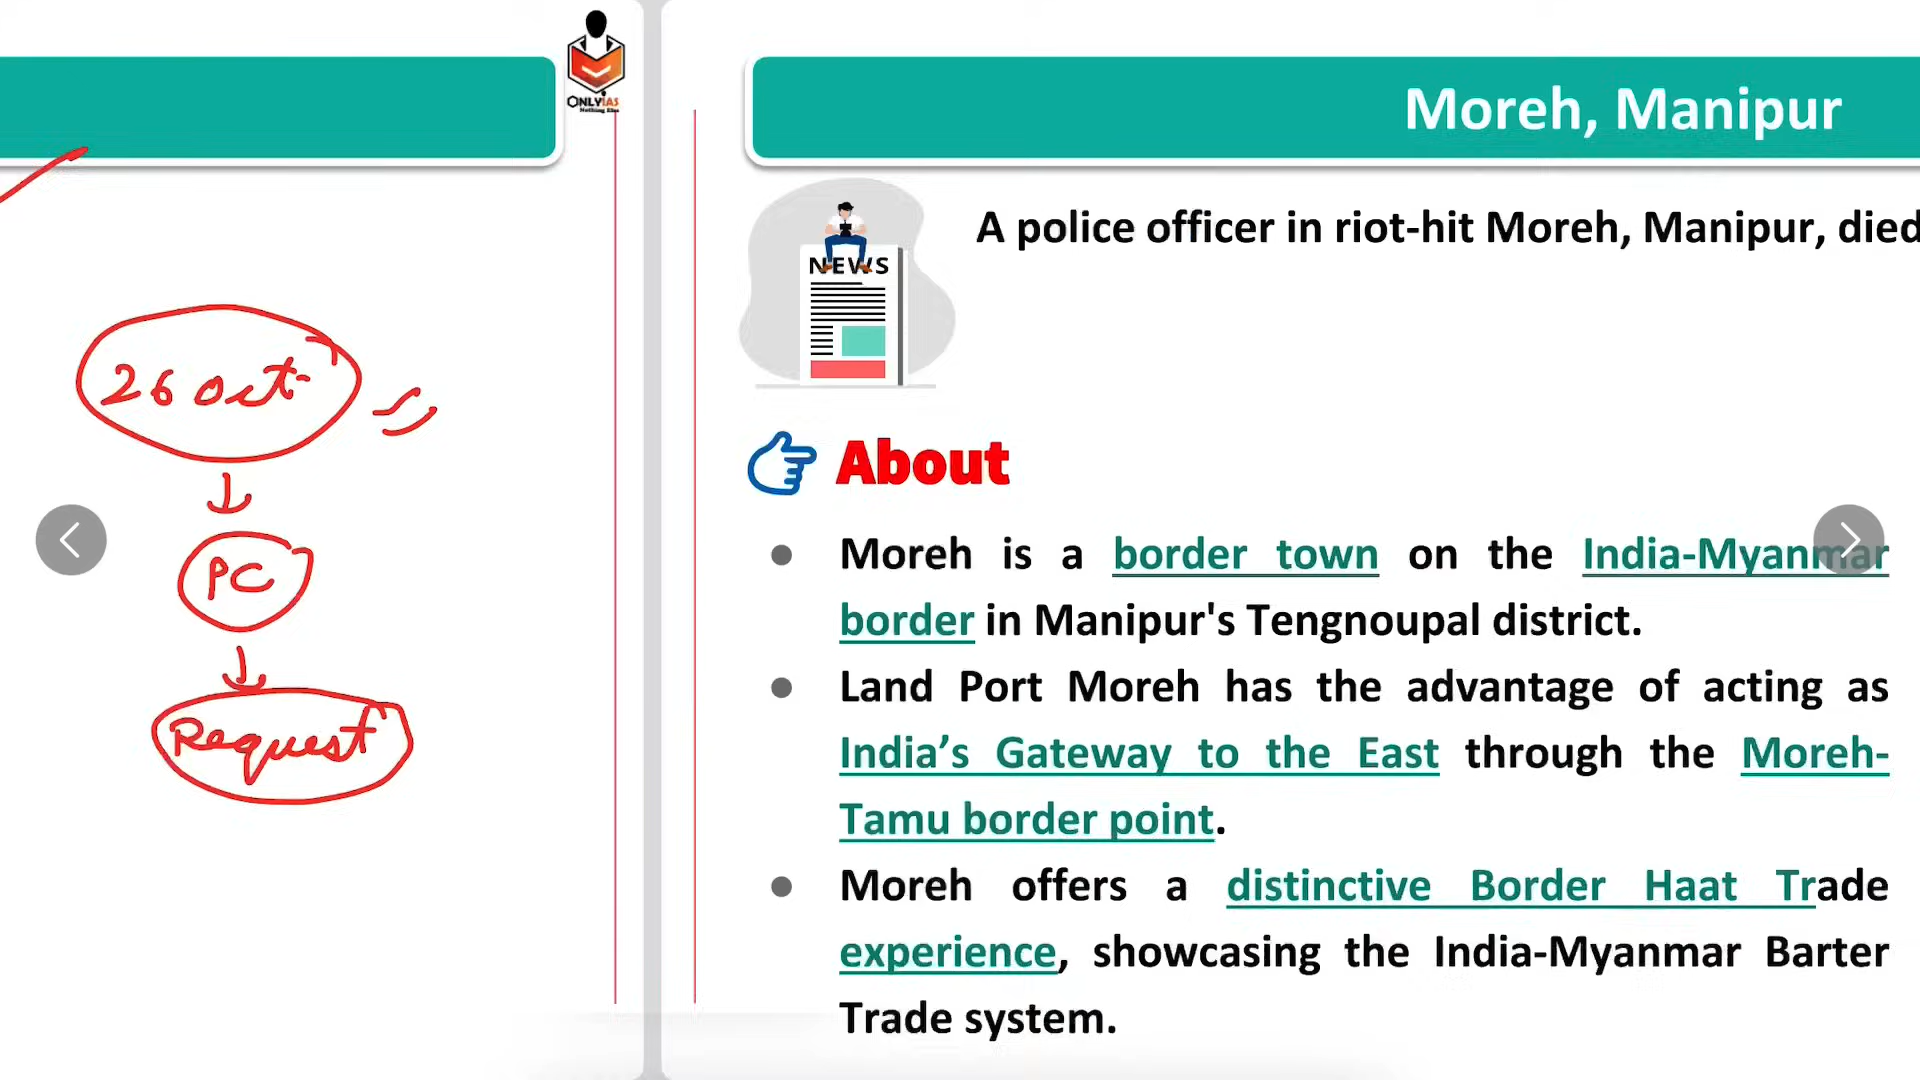 ONLYIAS
Nothing Else
26 oct
PC
Request
Moreh, Manipur
NEWS
A police officer in riot-hit Moreh, Manipur, died
About
Moreh is a border town on the India-Myanmar
border in Manipur's Tengnoupal district.
Land Port Moreh has the advantage of acting as
India’s Gateway to the East through the Moreh-
Tamu border point.
Moreh offers a distinctive Border Haat Trade
experience, showcasing the India-Myanmar Barter
Trade system.